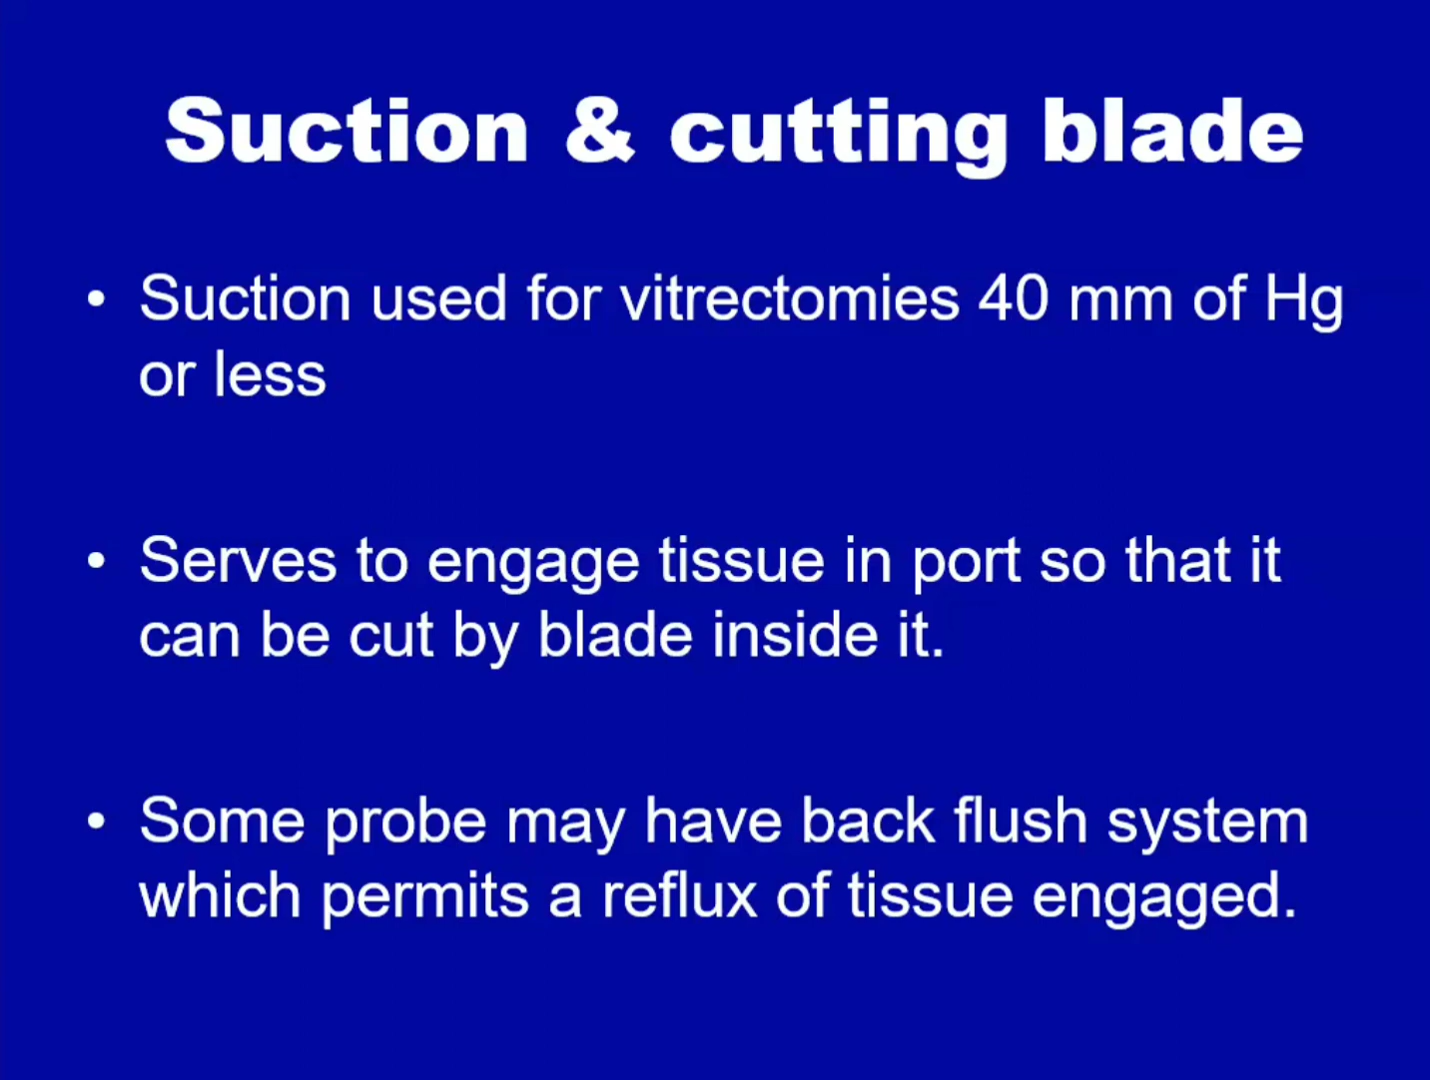 Suction & cutting blade
• Suction used for vitrectomies 40 mm of Hg
or less
• Serves to engage tissue in port so that it
can be cut by blade inside it.
• Some probe may have back flush system
which permits a reflux of tissue engaged.